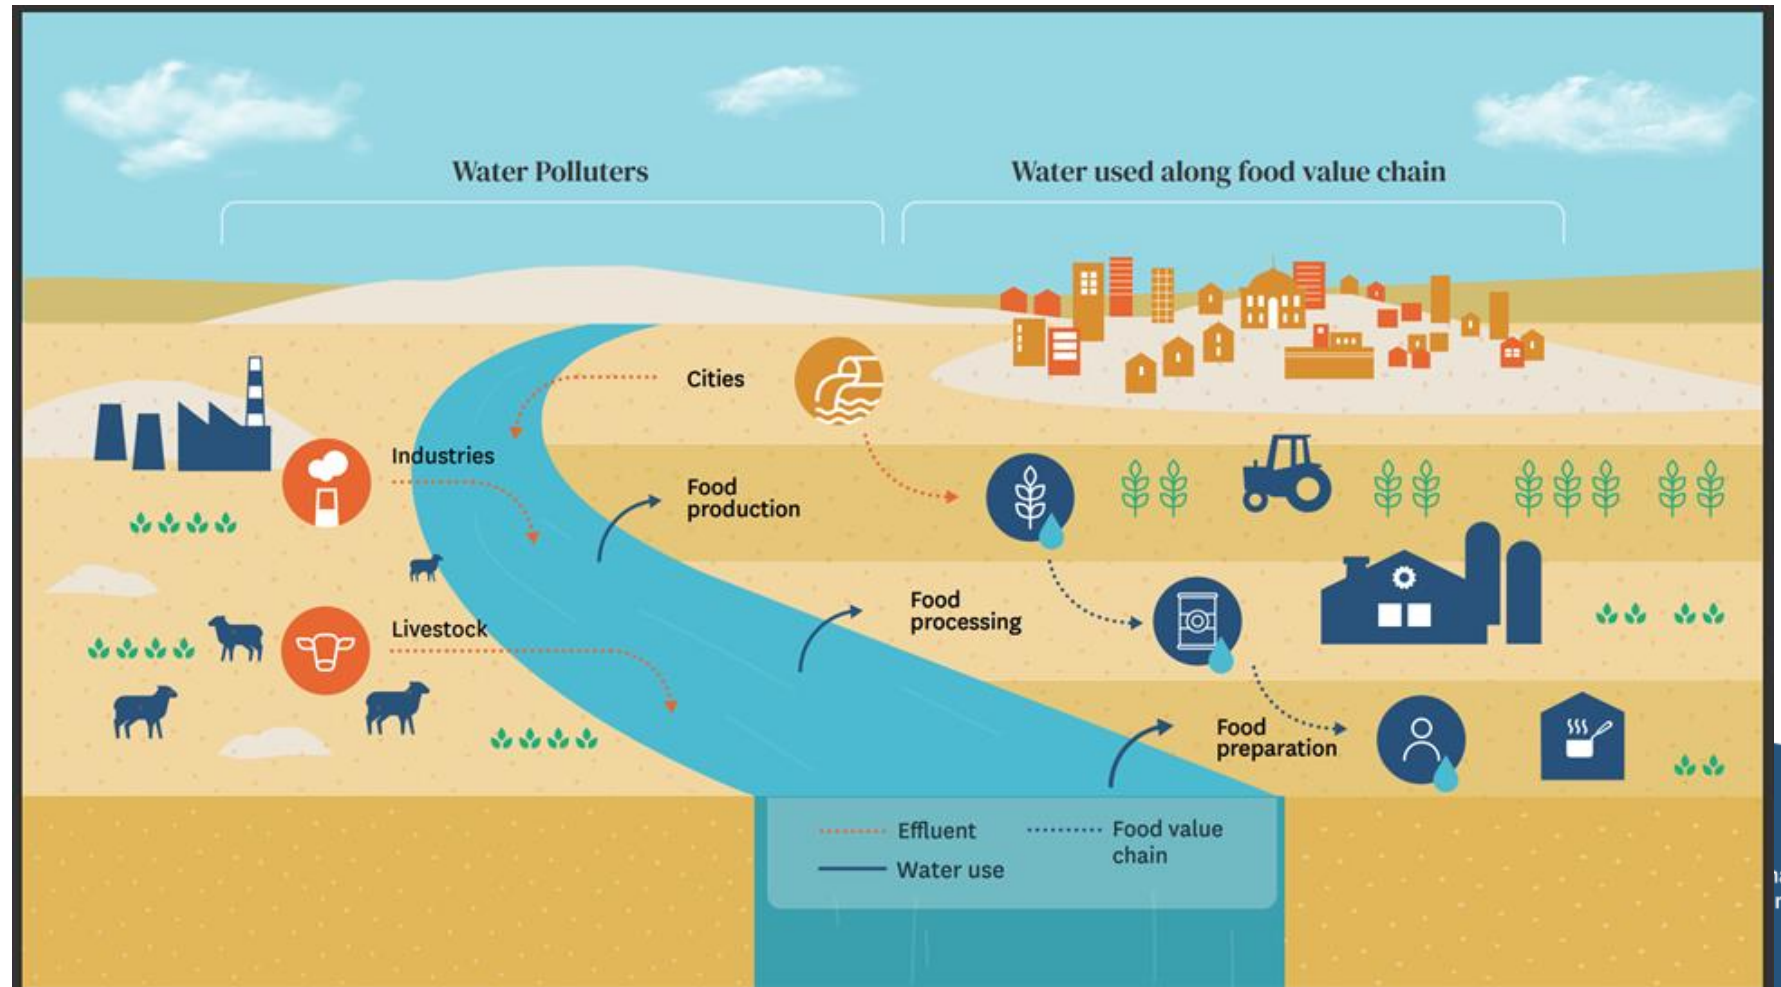 Water Polluters
Water used along food value chain
Cities
Industries
Food
production
Food
processing
Livestock
Food
preparation
Effluent
Food value
chain
Water use